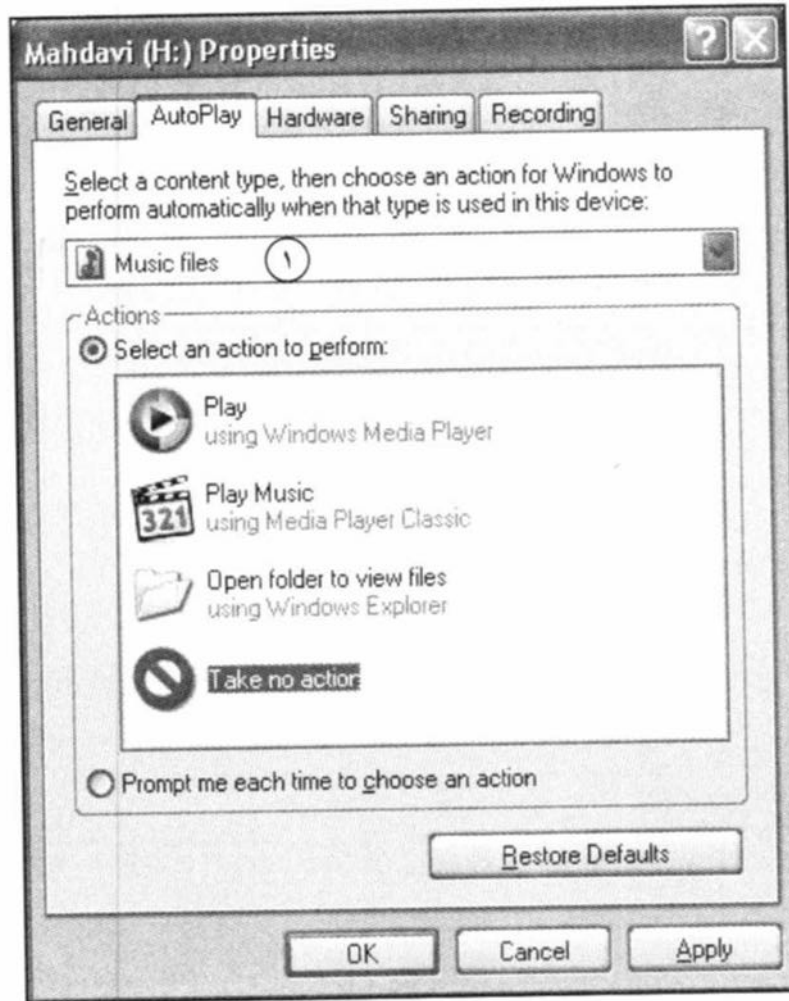 Mahdavi (H:) Properties
General AutoPlay Hardware Sharing Recording
Select a content type, then choose an action for Windows to
perform automatically when that type is used in this device:
Music files ۱
Actions
Select an action to perform:
Play
using Windows Media Player
Play Music
321
using Media Player Classic
Open folder to view files
using Windows Explorer
Take no action
Prompt me each time to choose an action
Restore Defaults
OK Cancel Apply